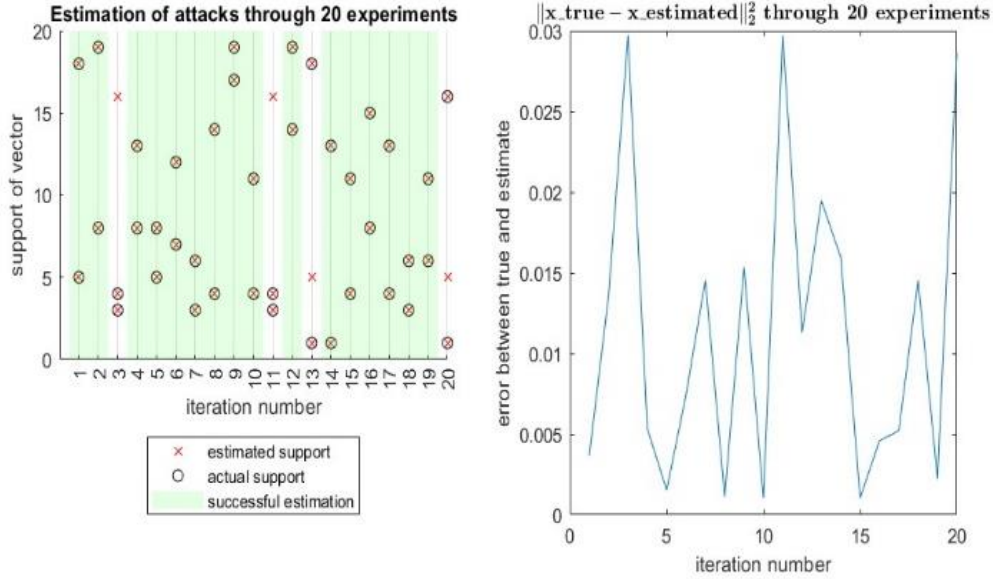 Estimation of attacks through 20 experiments
support of vector
20
15
10
5
0
1 2 3 4 5 6 7 8 9 10 11 12 13 14 15 16 17 18 19 20
iteration number
estimated support
actual support
successful estimation
‖x_true − x_estimated‖₂² through 20 experiments
error between true and estimate
0.03
0.025
0.02
0.015
0.01
0.005
0
0 5 10 15 20
iteration number